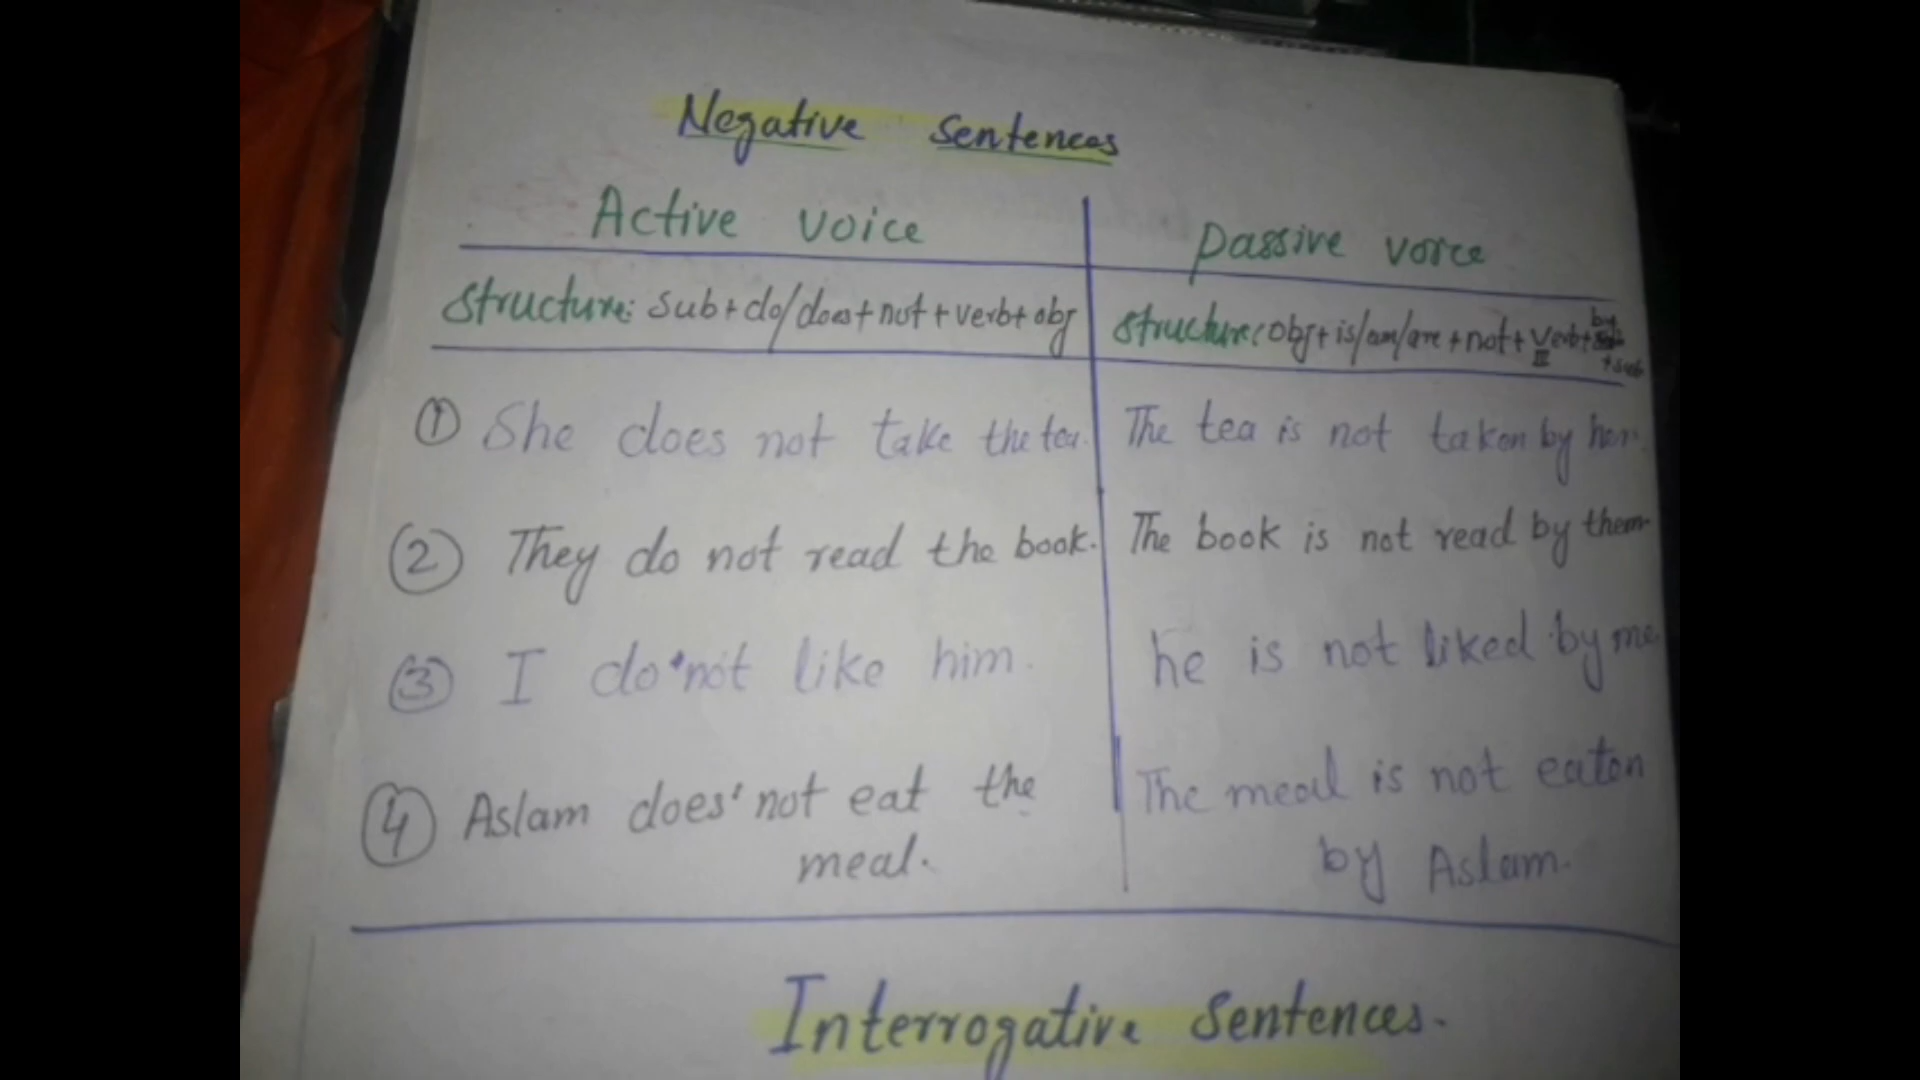 Negative Sentences
Active voice
Passive voice
Structure: Sub+do/does+not+verb+obj
Structure: Obj+is/am/are+not+Verb+by
III
+sub
① She does not take the tea.
The tea is not taken by her.
② They do not read the book.
The book is not read by them.
③ I do not like him.
he is not liked by me
④ Aslam does not eat the
meal.
The meal is not eaten
by Aslam.
Interrogative Sentences.